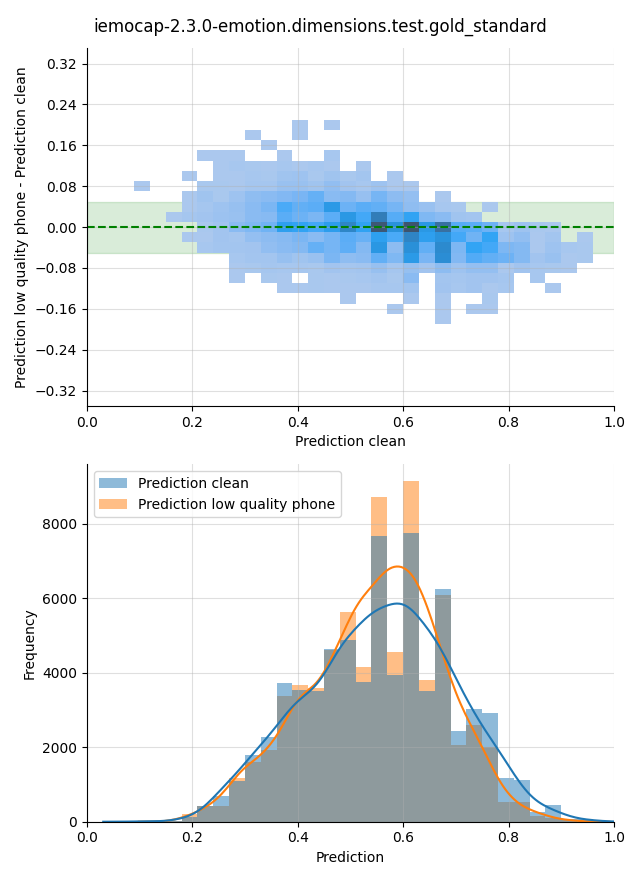 iemocap-2.3.0-emotion.dimensions.test.gold_standard
Prediction low quality phone - Prediction clean
0.32
0.24
0.16
0.08
0.00
−0.08
−0.16
−0.24
−0.32
0.0 0.2 0.4 0.6 0.8 1.0
Prediction clean
Prediction clean
Prediction low quality phone
Frequency
8000
6000
4000
2000
0
0.0 0.2 0.4 0.6 0.8 1.0
Prediction